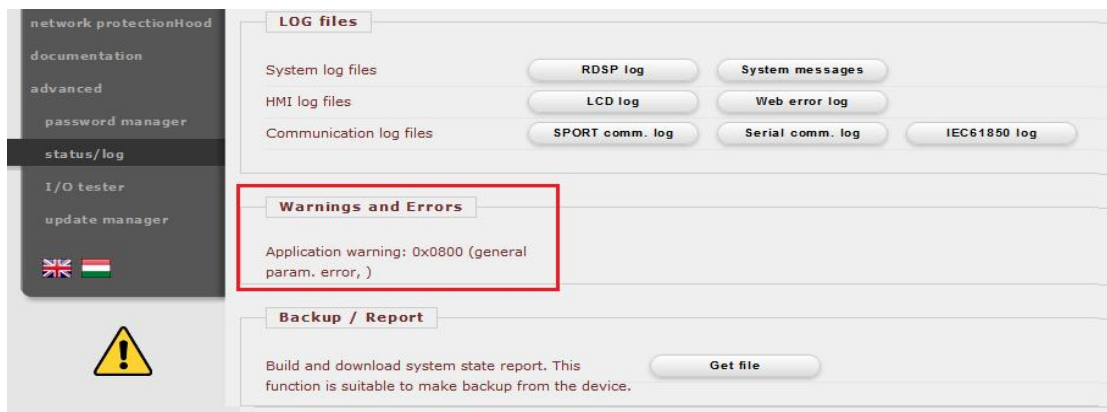 network protectionHood
documentation
advanced
password manager
status/log
I/O tester
update manager
LOG files
System log files RDSP log System messages
HMI log files LCD log Web error log
Communication log files SPORT comm. log Serial comm. log IEC61850 log
Warnings and Errors
Application warning: 0x0800 (general
param. error, )
Backup / Report
Build and download system state report. This Get file
function is suitable to make backup from the device.